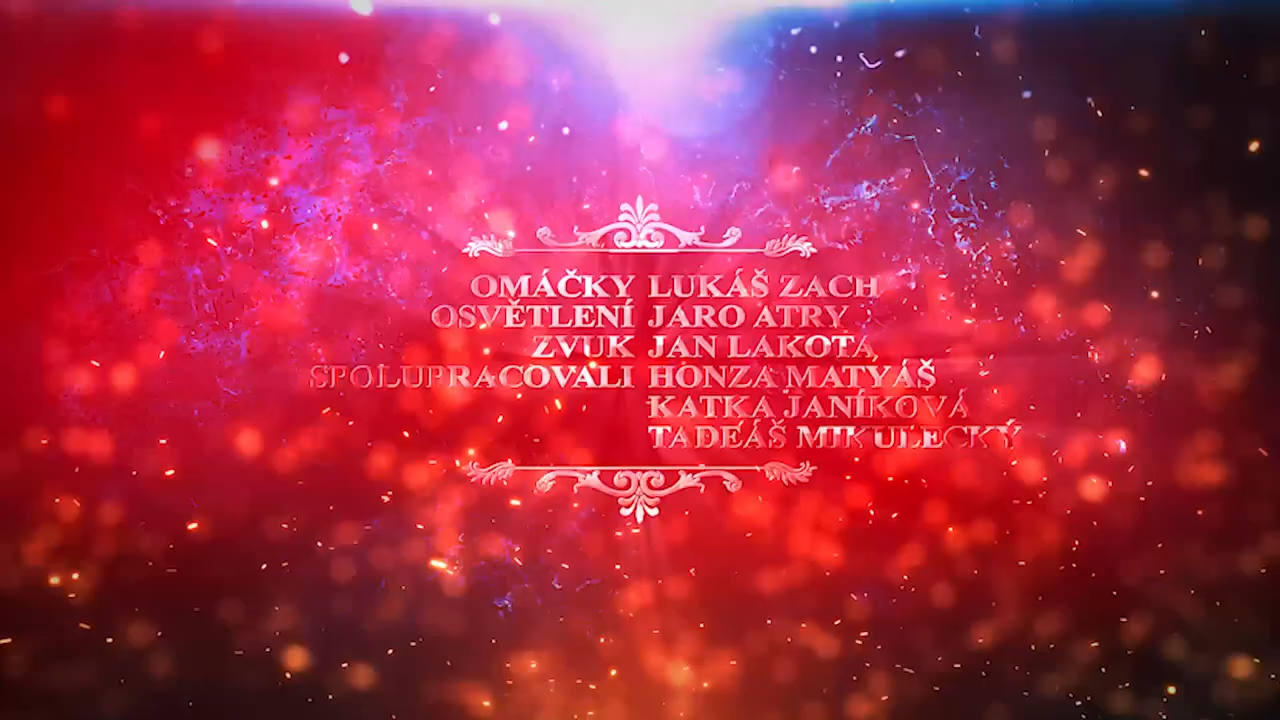 OMÁČKY LUKÁŠ ZACH
OSVĚTLENÍ JARO ATRY
ZVUK JAN LAKOTA
SPOLUPRACOVALI HONZA MATYÁŠ
KATKA JANÍKOVÁ
TADEÁŠ MIKULECKÝ